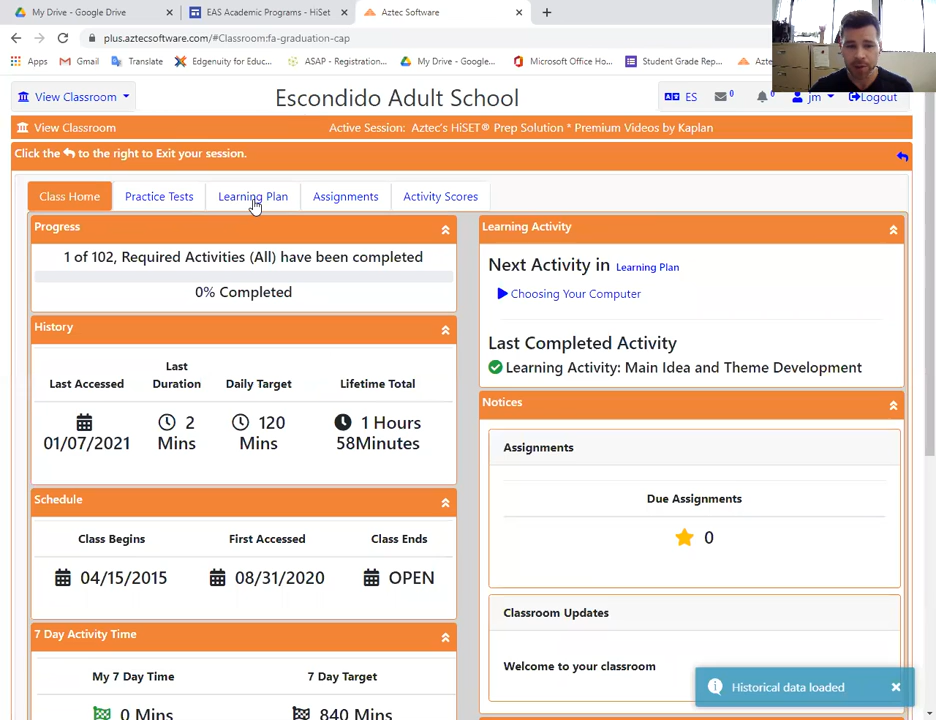 My Drive - Google Drive
EAS Academic Programs - HiSet
Aztec Software
plus.aztecsoftware.com/#Classroom:fa-graduation-cap
Apps
Gmail
Translate
Edgenuity for Educ...
ASAP - Registration...
My Drive - Google...
Microsoft Office Ho...
Student Grade Rep...
View Classroom
Escondido Adult School
ES
0
0
jm
Logout
View Classroom
Active Session: Aztec's HiSET® Prep Solution * Premium Videos by Kaplan
Click the to the right to Exit your session.
Class Home
Practice Tests
Learning Plan
Assignments
Activity Scores
Progress
1 of 102, Required Activities (All) have been completed
0% Completed
History
Last Accessed
Last Duration
Daily Target
Lifetime Total
01/07/2021
2 Mins
120 Mins
1 Hours 58Minutes
Schedule
Class Begins
First Accessed
Class Ends
04/15/2015
08/31/2020
OPEN
7 Day Activity Time
My 7 Day Time
7 Day Target
0 Mins
840 Mins
Learning Activity
Next Activity in Learning Plan
Choosing Your Computer
Last Completed Activity
Learning Activity: Main Idea and Theme Development
Notices
Assignments
Due Assignments
0
Classroom Updates
Welcome to your classroom
Historical data loaded